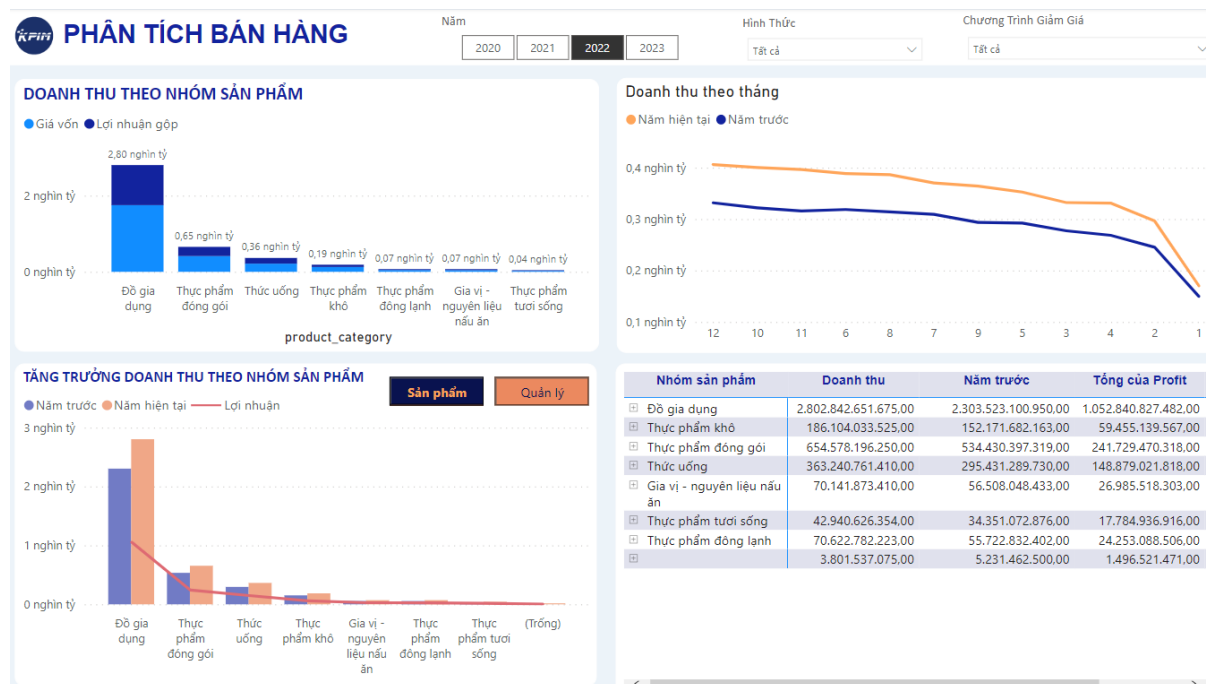 KPIM
PHÂN TÍCH BÁN HÀNG
Năm
2020 2021 2022 2023
Hình Thức
Tất cả
Chương Trình Giảm Giá
Tất cả
DOANH THU THEO NHÓM SẢN PHẨM
Giá vốn Lợi nhuận gộp
2,80 nghìn tỷ
2 nghìn tỷ
0,65 nghìn tỷ 0,36 nghìn tỷ 0,19 nghìn tỷ 0,07 nghìn tỷ 0,07 nghìn tỷ 0,04 nghìn tỷ
0 nghìn tỷ
Đồ gia Thực phẩm Thức uống Thực phẩm Thực phẩm Gia vị - Thực phẩm
dụng đóng gói khô đông lạnh nguyên liệu tươi sống
nấu ăn
product_category
Doanh thu theo tháng
Năm hiện tại Năm trước
0,4 nghìn tỷ
0,3 nghìn tỷ
0,2 nghìn tỷ
0,1 nghìn tỷ
12 10 11 6 8 7 9 5 3 4 2 1
TĂNG TRƯỞNG DOANH THU THEO NHÓM SẢN PHẨM
Sản phẩm Quản lý
Năm trước Năm hiện tại Lợi nhuận
3 nghìn tỷ
2 nghìn tỷ
1 nghìn tỷ
0 nghìn tỷ
Đồ gia Thực Thức Thực Gia vị - Thực Thực (Trống)
dụng phẩm uống phẩm khô nguyên phẩm phẩm tươi
đóng gói liệu nấu đông lạnh sống
ăn
Nhóm sản phẩm Doanh thu Năm trước Tổng của Profit
Đồ gia dụng 2.802.842.651.675,00 2.303.523.100.950,00 1.052.840.827.482,00
Thực phẩm khô 186.104.033.525,00 152.171.682.163,00 59.455.139.567,00
Thực phẩm đóng gói 654.578.196.250,00 534.430.397.319,00 241.729.470.318,00
Thức uống 363.240.761.410,00 295.431.289.730,00 148.879.021.818,00
Gia vị - nguyên liệu nấu 70.141.873.410,00 56.508.048.433,00 26.985.518.303,00
ăn
Thực phẩm tươi sống 42.940.626.354,00 34.351.072.876,00 17.784.936.916,00
Thực phẩm đông lạnh 70.622.782.223,00 55.722.832.402,00 24.253.088.506,00
3.801.537.075,00 5.231.462.500,00 1.496.521.471,00